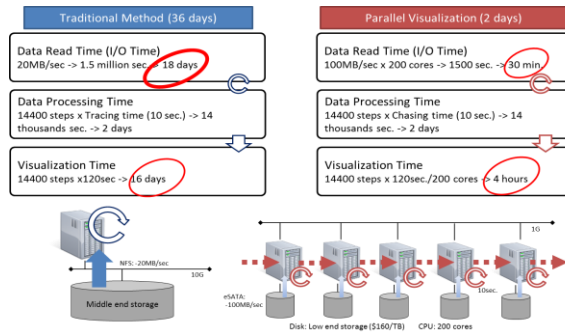 Traditional Method (36 days)
Data Read Time (I/O Time)
20MB/sec -> 1.5 million sec.-> 18 days
Data Processing Time
14400 steps x Tracing time (10 sec.) -> 14
thousands sec. -> 2 days
Visualization Time
14400 steps x120sec -> 16 days
NFS: -20MB/sec
10G
Middle end storage
Parallel Visualization (2 days)
Data Read Time (I/O Time)
100MB/sec x 200 cores -> 1500 sec. -> 30 min.
Data Processing Time
14400 steps x Chasing time (10 sec.) -> 14
thousands sec. -> 2 days
Visualization Time
14400 steps x 120sec./200 cores -> 4 hours
1G
eSATA:
-100MB/sec
10sec.
Disk: Low end storage ($160/TB) CPU: 200 cores